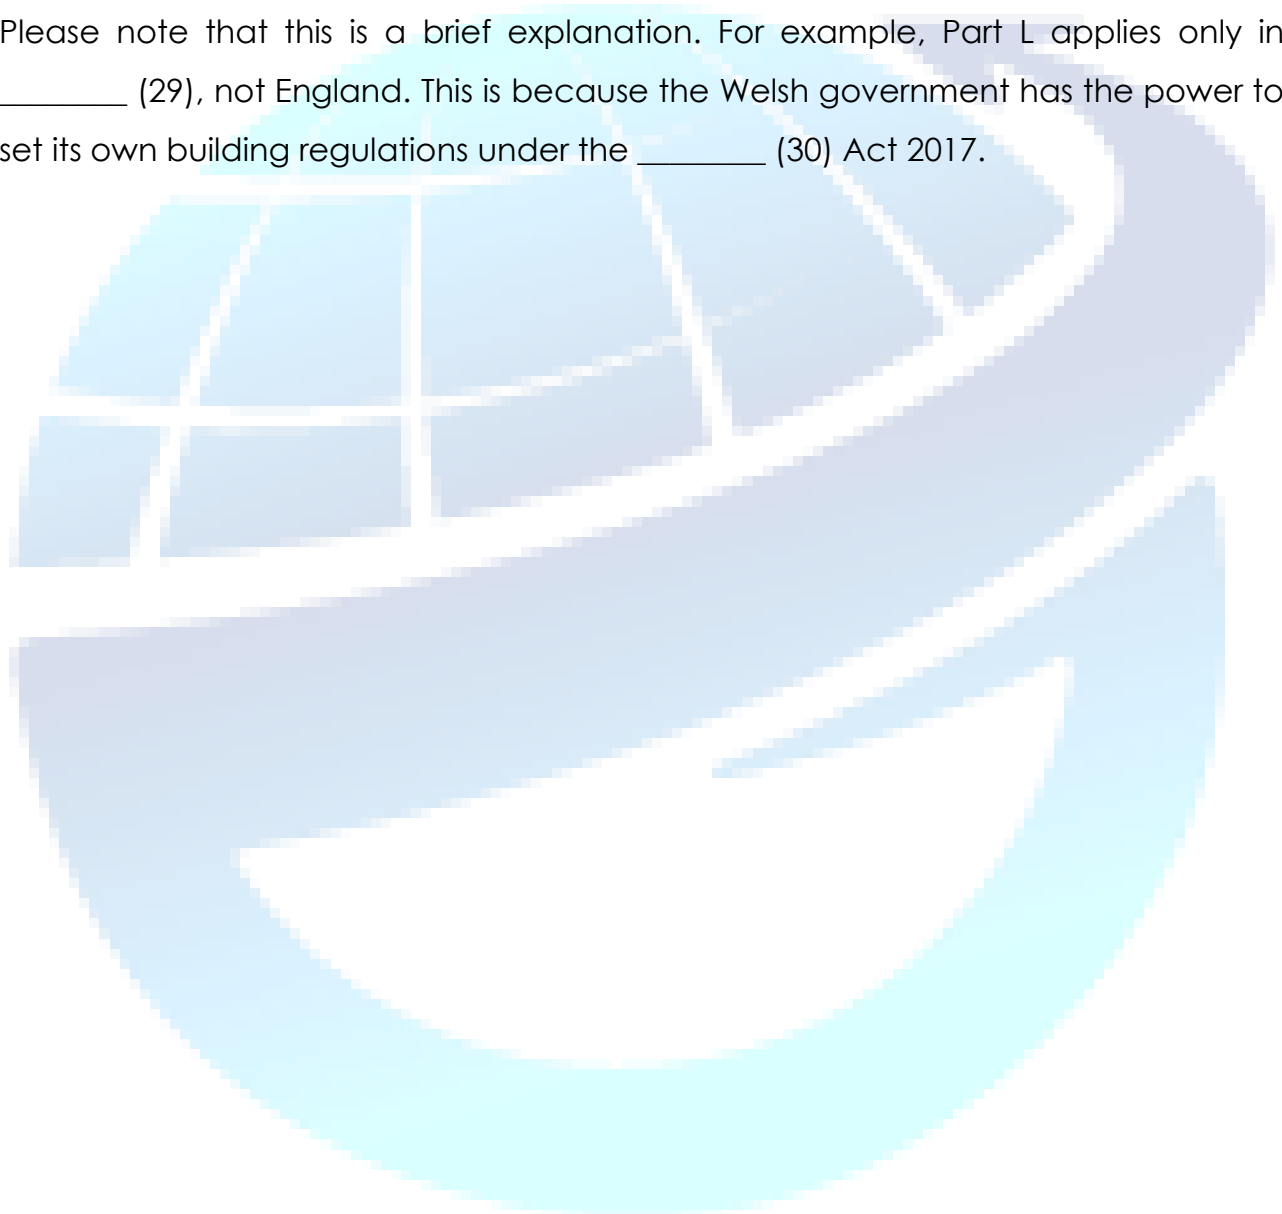 Please note that this is a brief explanation. For example, Part L applies only in
________ (29), not England. This is because the Welsh government has the power to
set its own building regulations under the ________ (30) Act 2017.